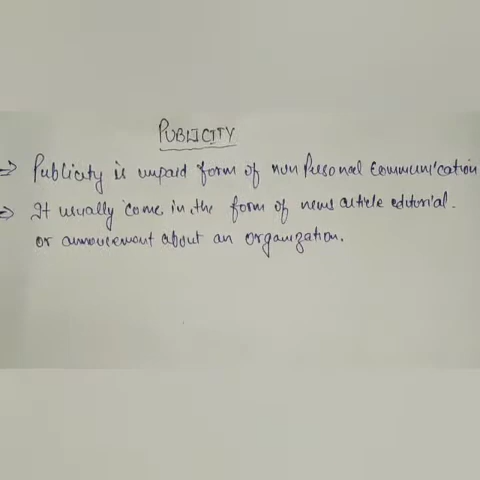 PUBLICITY
⇒ Publicity is unpaid form of non Personal Communication
⇒ It usually come in the form of news article editorial.
or announcement about an organization.